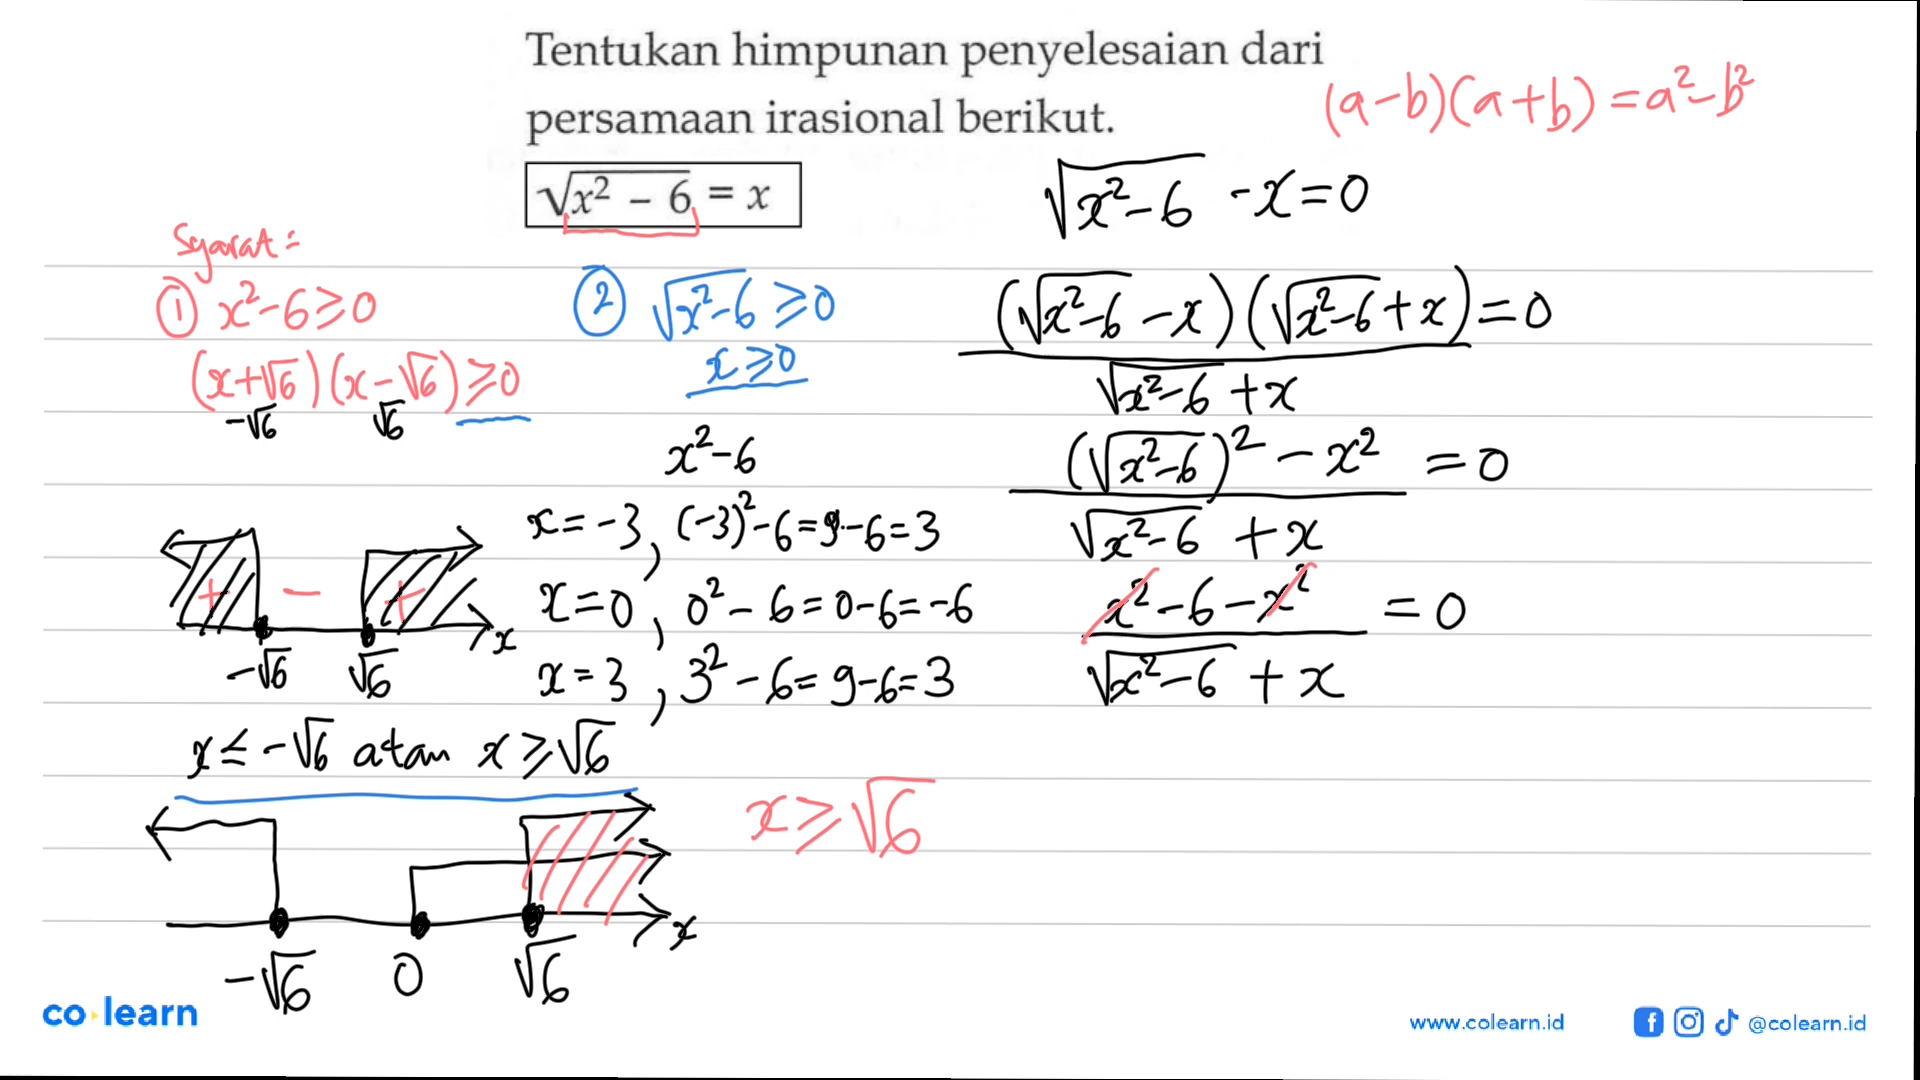 Tentukan himpunan penyelesaian dari
persamaan irasional berikut.
√(x² - 6) = x
Syarat =
① x² - 6 ≥ 0
(x + √6)(x - √6) ≥ 0
-√6 √6
+ - +
-√6 √6 x
x ≤ -√6 atau x ≥ √6
-√6 0 √6 x
② √(x² - 6) ≥ 0
x ≥ 0
x² - 6
x = -3, (-3)² - 6 = 9 - 6 = 3
x = 0, 0² - 6 = 0 - 6 = -6
x = 3, 3² - 6 = 9 - 6 = 3
x ≥ √6
(a - b)(a + b) = a² - b²
√(x² - 6) - x = 0
(√(x² - 6) - x)(√(x² - 6) + x) = 0
√(x² - 6) + x
(√(x² - 6))² - x² = 0
√(x² - 6) + x
x² - 6 - x² = 0
√(x² - 6) + x
co learn
www.colearn.id @colearn.id